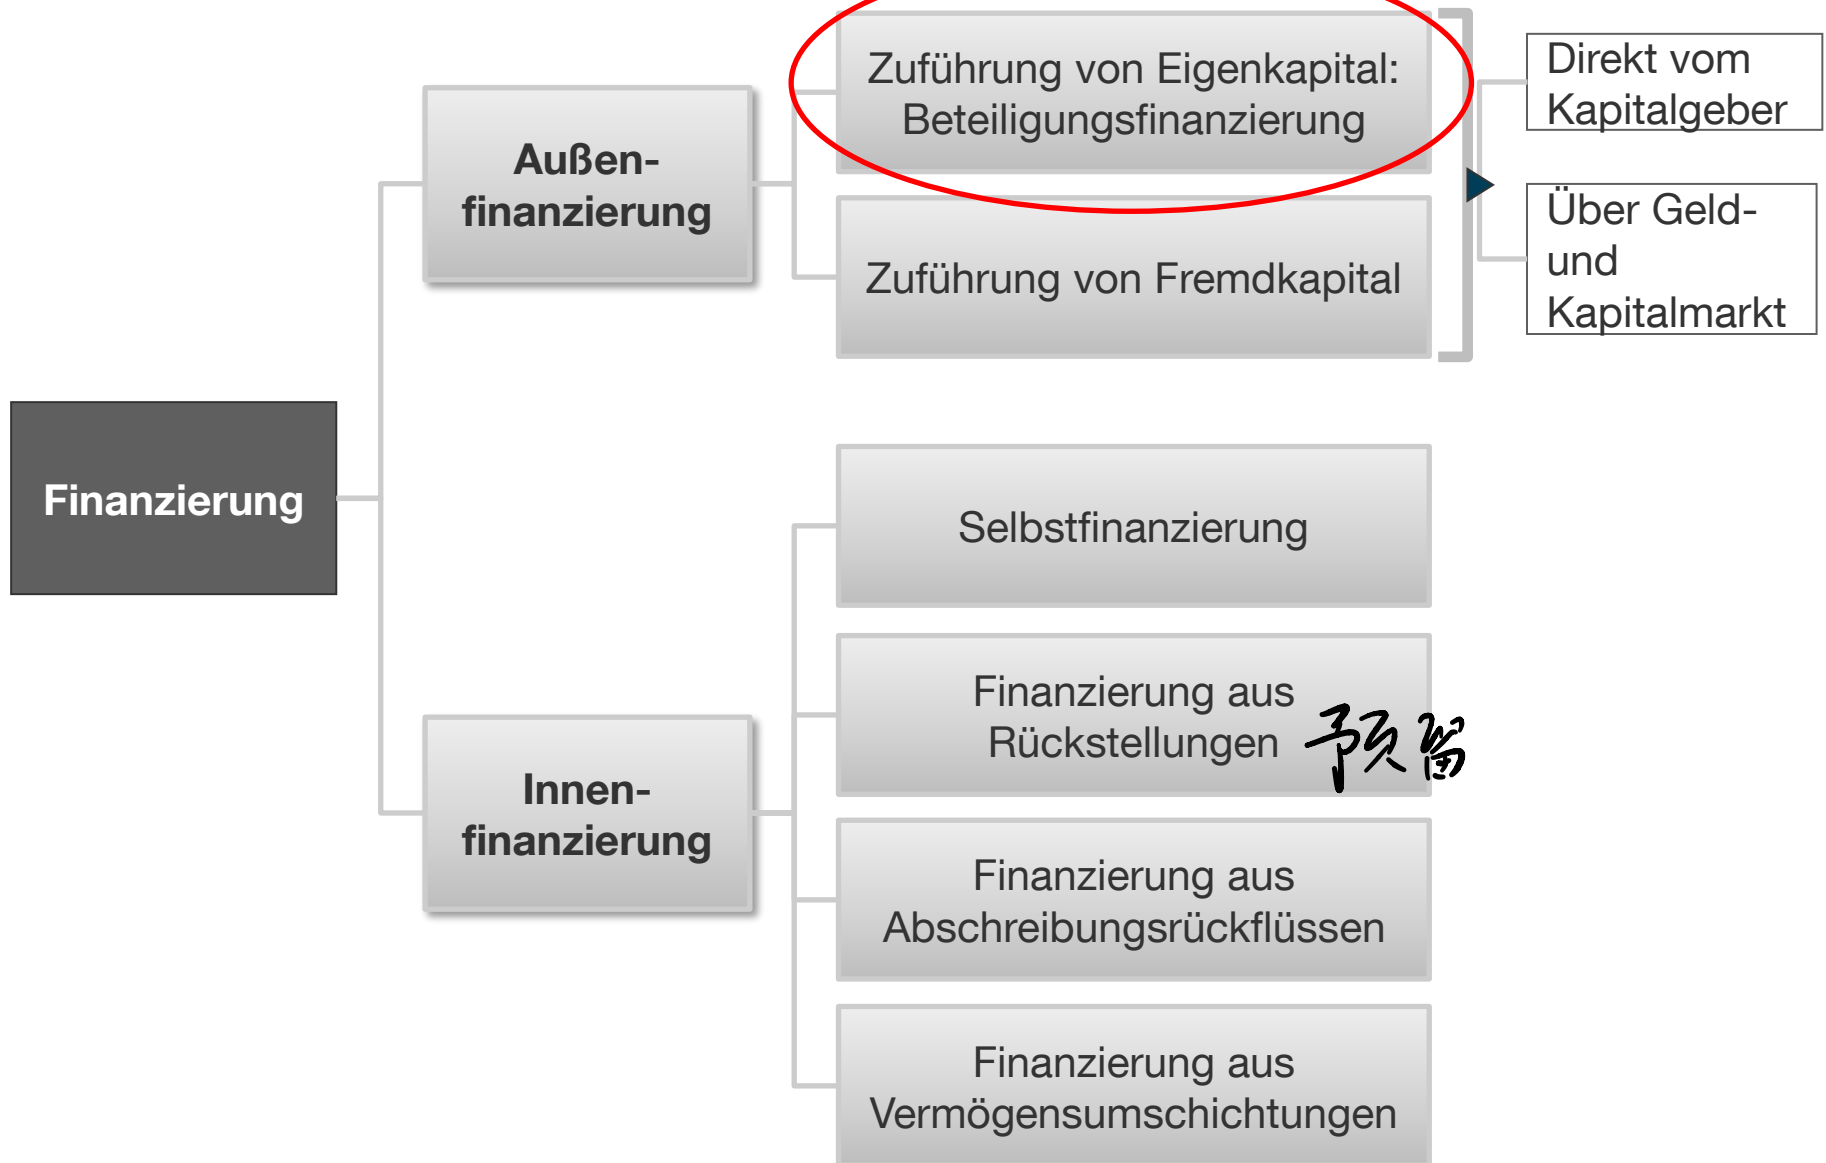 Finanzierung
Außen-
finanzierung
Zuführung von Eigenkapital:
Beteiligungsfinanzierung
Zuführung von Fremdkapital
Direkt vom
Kapitalgeber
Über Geld-
und
Kapitalmarkt
Innen-
finanzierung
Selbstfinanzierung
Finanzierung aus
Rückstellungen 预留
Finanzierung aus
Abschreibungsrückflüssen
Finanzierung aus
Vermögensumschichtungen